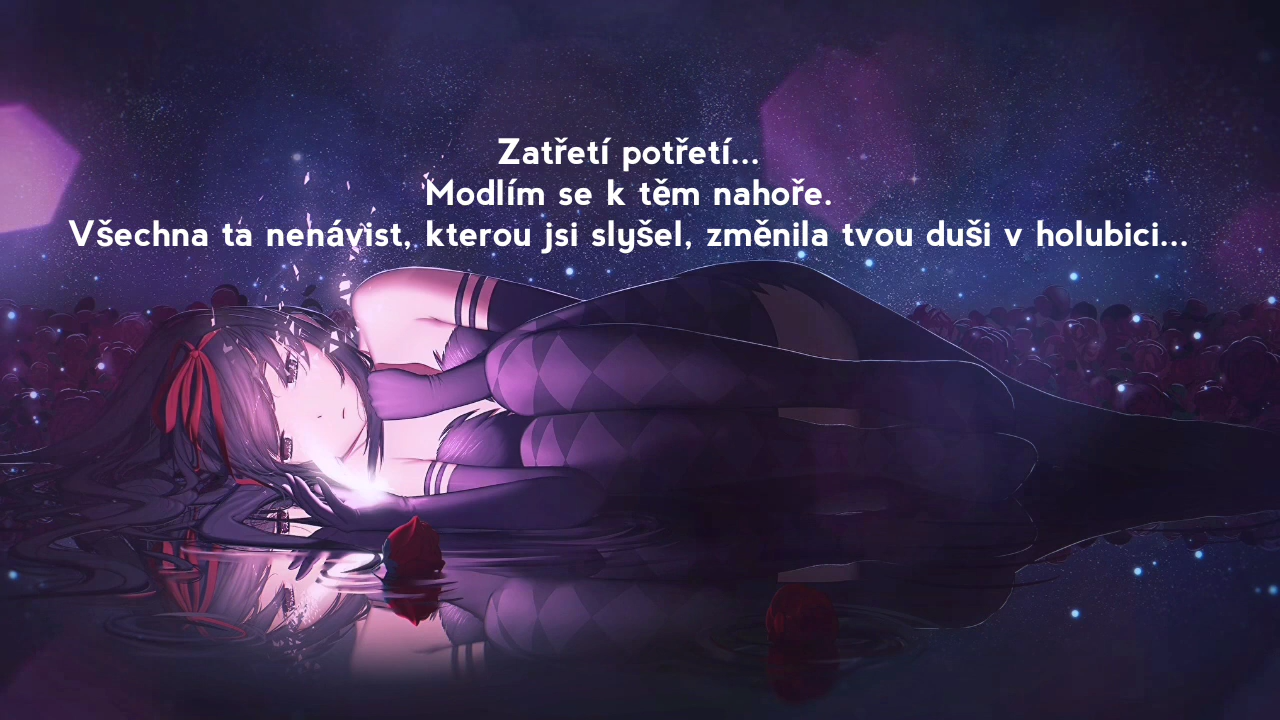 Zatřetí potřetí...
Modlím se k těm nahoře.
Všechna ta nenávist, kterou jsi slyšel, změnila tvou duši v holubici...